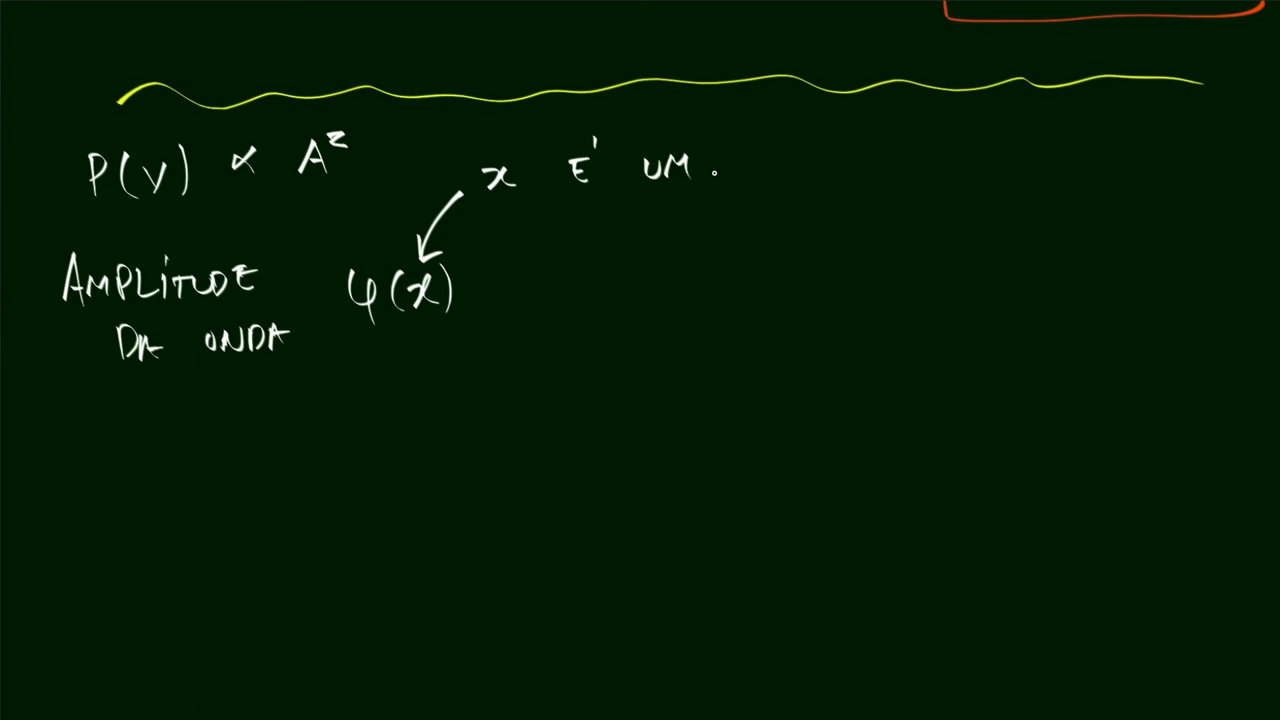 P(V) ∝ A²
x É UM.
AMPLITUDE φ(x)
DA ONDA